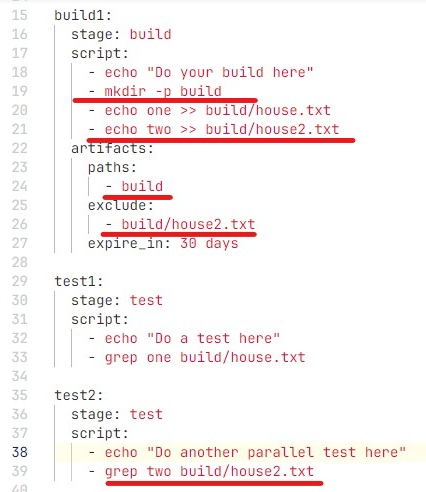 15 build1:
16 stage: build
17 script:
18 - echo "Do your build here"
19 - mkdir -p build
20 - echo one >> build/house.txt
21 - echo two >> build/house2.txt
22 artifacts:
23 paths:
24 - build
25 exclude:
26 - build/house2.txt
27 expire_in: 30 days
28
29 test1:
30 stage: test
31 script:
32 - echo "Do a test here"
33 - grep one build/house.txt
34
35 test2:
36 stage: test
37 script:
38 - echo "Do another parallel test here"
39 - grep two build/house2.txt